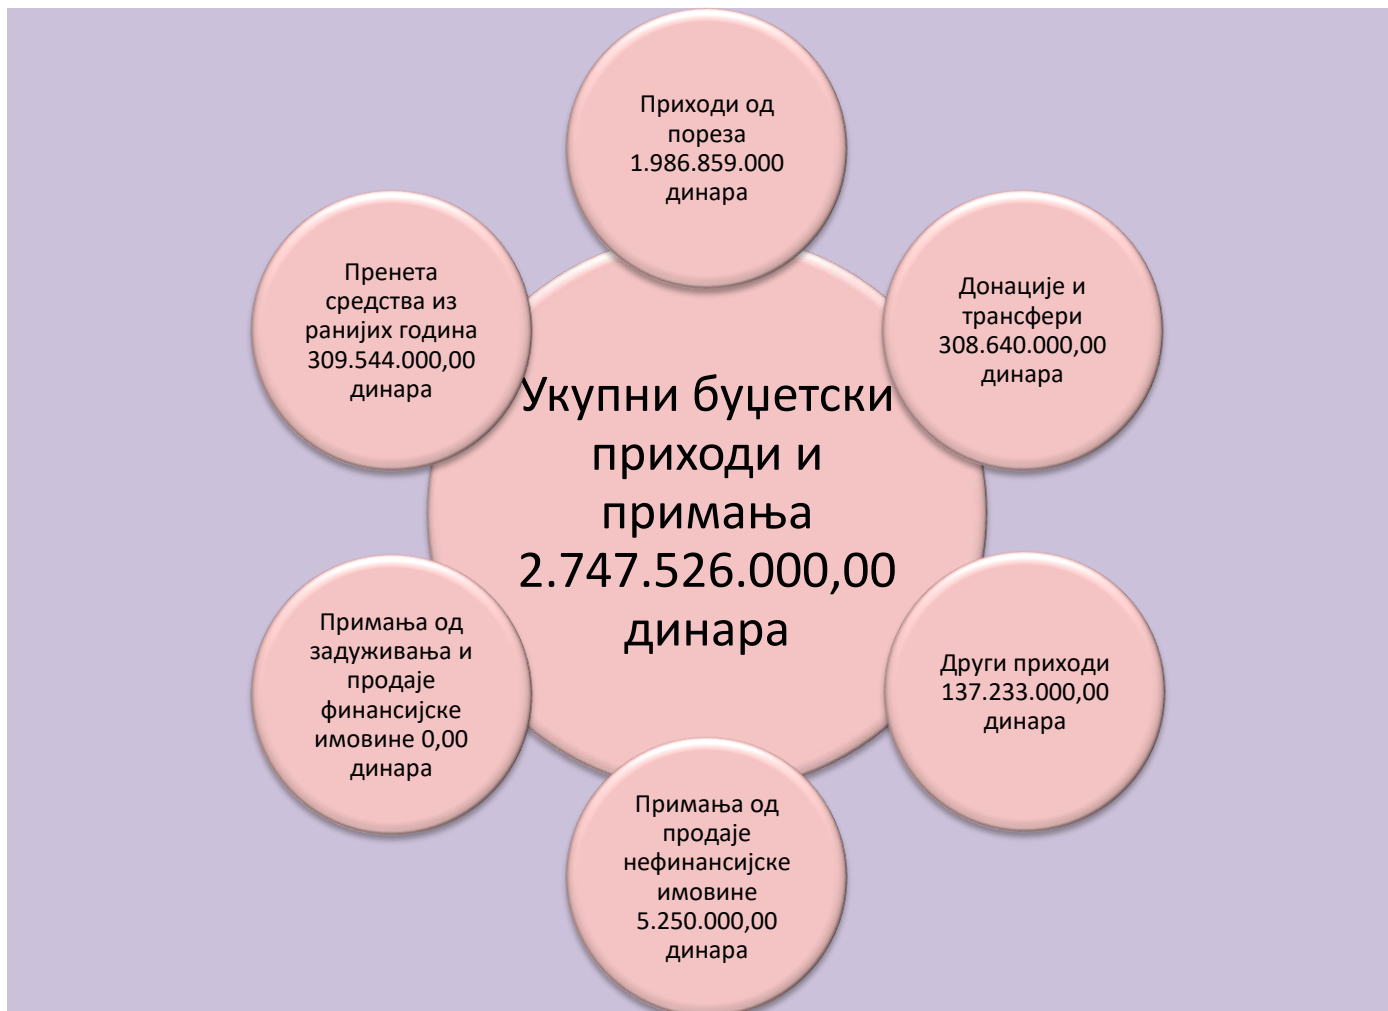 Приходи од
пореза
1.986.859.000
динара
Донације и
трансфери
308.640.000,00
динара
Други приходи
137.233.000,00
динара
Примања од
продаје
нефинансијске
имовине
5.250.000,00
динара
Примања од
задуживања и
продаје
финансијске
имовине 0,00
динара
Пренета
средства из
ранијих година
309.544.000,00
динара
Укупни буџетски
приходи и
примања
2.747.526.000,00
динара